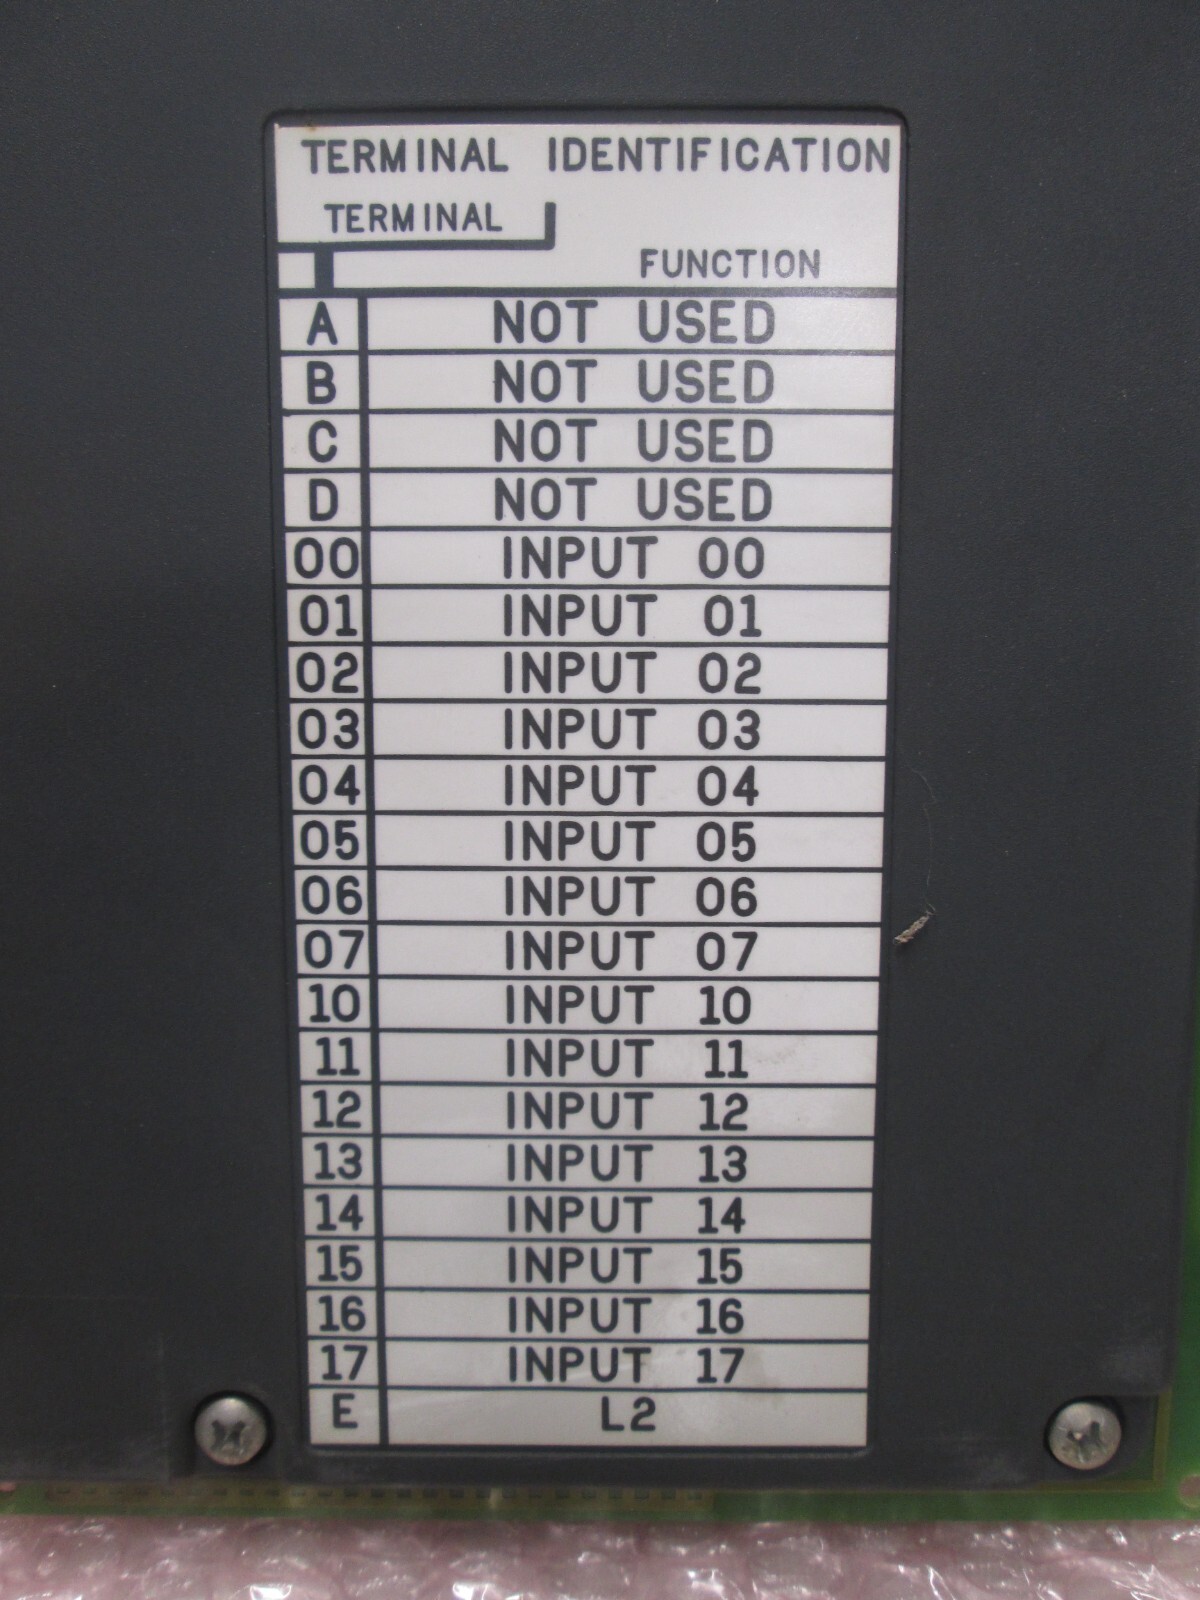 TERMINAL IDENTIFICATION
TERMINAL
FUNCTION
A NOT USED
B NOT USED
C NOT USED
D NOT USED
00 INPUT 00
01 INPUT 01
02 INPUT 02
03 INPUT 03
04 INPUT 04
05 INPUT 05
06 INPUT 06
07 INPUT 07
10 INPUT 10
11 INPUT 11
12 INPUT 12
13 INPUT 13
14 INPUT 14
15 INPUT 15
16 INPUT 16
17 INPUT 17
E L2